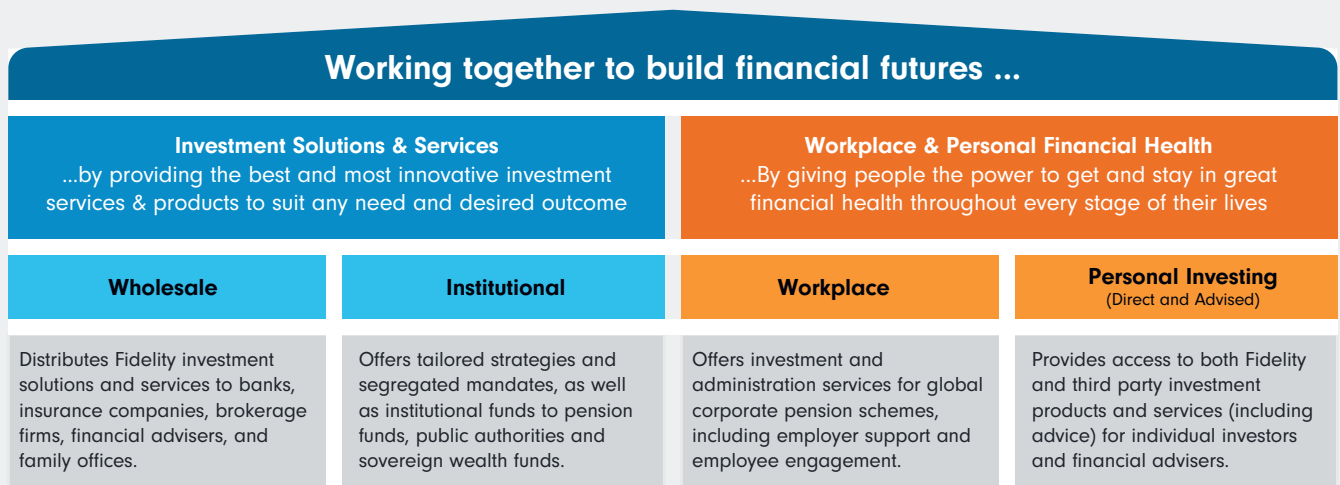 Working together to build financial futures ...
Investment Solutions & Services
...by providing the best and most innovative investment
services & products to suit any need and desired outcome
Workplace & Personal Financial Health
...By giving people the power to get and stay in great
financial health throughout every stage of their lives
Wholesale
Distributes Fidelity investment
solutions and services to banks,
insurance companies, brokerage
firms, financial advisers, and
family offices.
Institutional
Offers tailored strategies and
segregated mandates, as well
as institutional funds to pension
funds, public authorities and
sovereign wealth funds.
Workplace
Offers investment and
administration services for global
corporate pension schemes,
including employer support and
employee engagement.
Personal Investing
(Direct and Advised)
Provides access to both Fidelity
and third party investment
products and services (including
advice) for individual investors
and financial advisers.